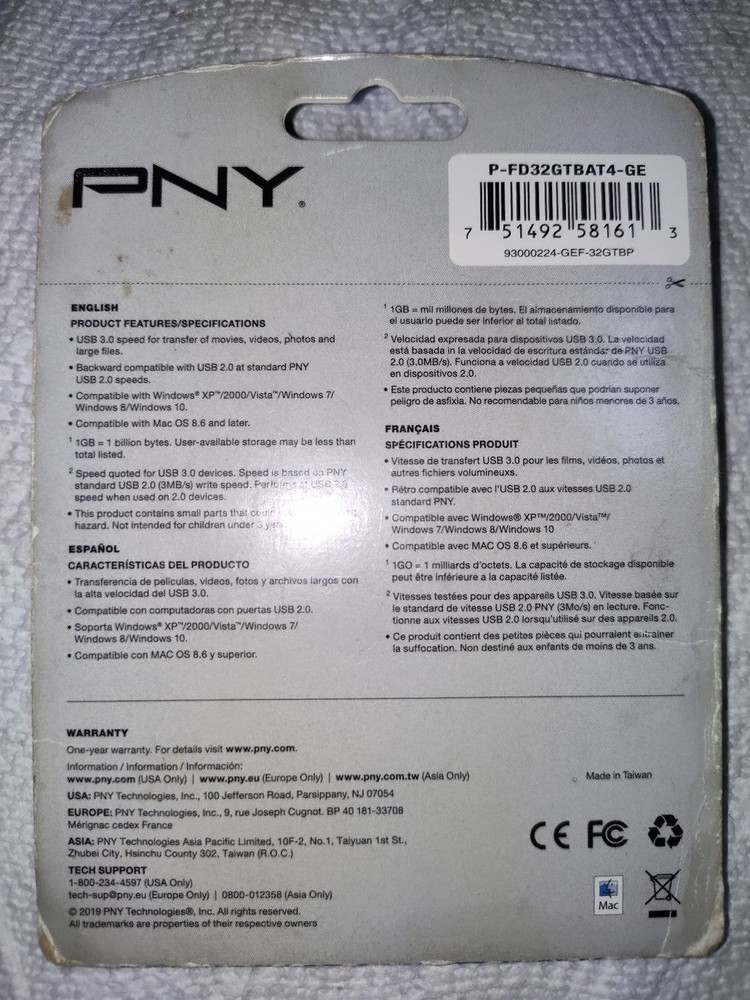 PNY®
P-FD32GTBAT4-GE
7 51492 58161 3
93000224-GEF-32GTBP
ENGLISH
PRODUCT FEATURES/SPECIFICATIONS
• USB 3.0 speed for transfer of movies, videos, photos and
large files.
• Backward compatible with USB 2.0 at standard PNY
USB 2.0 speeds.
• Compatible with Windows® XP™/2000/Vista™/Windows 7/
Windows 8/Windows 10.
• Compatible with Mac OS 8.6 and later.
¹ 1GB = 1 billion bytes. User-available storage may be less than
total listed.
² Speed quoted for USB 3.0 devices. Speed is based on PNY
standard USB 2.0 (3MB/s) write speed. Performs at USB 2.0
speed when used on 2.0 devices.
• This product contains small parts that
hazard. Not intended for children under 3
ESPAÑOL
CARACTERÍSTICAS DEL PRODUCTO
• Transferencia de películas, videos, fotos y archivos largos con
la alta velocidad del USB 3.0.
• Compatible con computadoras con puertas USB 2.0.
• Soporta Windows® XP™/2000/Vista™/Windows 7/
Windows 8/Windows 10.
• Compatible con MAC OS 8.6 y superior.
¹ 1GB = mil millones de bytes. El almacenamiento disponible para
el usuario puede ser inferior al total listado.
² Velocidad expresada para dispositivos USB 3.0. La velocidad
está basada in la velocidad de escritura estándar de PNY USB
2.0 (3.0MB/s). Funciona a velocidad USB 2.0 cuando se utiliza
en dispositivos 2.0.
• Este producto contiene piezas pequeñas que podrían suponer
peligro de asfixia. No recomendable para niños menores de 3 años.
FRANÇAIS
SPÉCIFICATIONS PRODUIT
• Vitesse de transfert USB 3.0 pour les films, vidéos, photos et
autres fichiers volumineuxs.
• Rétro compatible avec l'USB 2.0 aux vitesses USB 2.0
standard PNY.
• Compatible avec Windows® XP™/2000/Vista™/
Windows 7/Windows 8/Windows 10
• Compatible avec MAC OS 8.6 et supérieurs.
¹ 1GO = 1 milliards d'octets. La capacité de stockage disponible
peut être inférieure a la capacité listée.
² Vitesses testées pour des appareils USB 3.0. Vitesse basée sur
le standard de vitesse USB 2.0 PNY (3Mo/s) en lecture. Fonc-
tionne aux vitesses USB 2.0 lorsqu'utilisé sur des appareils 2.0.
• Ce produit contient des petites pièces qui pourraient entrainer
la suffocation. Non destiné aux enfants de moins de 3 ans.
WARRANTY
One-year warranty. For details visit www.pny.com.
Information / Information / Información:
www.pny.com (USA Only) | www.pny.eu (Europe Only) | www.pny.com.tw (Asia Only)
USA: PNY Technologies, Inc., 100 Jefferson Road, Parsippany, NJ 07054
EUROPE: PNY Technologies, Inc., 9, rue Joseph Cugnot. BP 40 181-33708
Mérignac cedex France
ASIA: PNY Technologies Asia Pacific Limited, 10F-2, No.1, Taiyuan 1st St.,
Zhubei City, Hsinchu County 302, Taiwan (R.O.C.)
TECH SUPPORT
1-800-234-4597 (USA Only)
tech-sup@pny.eu (Europe Only) | 0800-012358 (Asia Only)
© 2019 PNY Technologies®, Inc. All rights reserved.
All trademarks are properties of their respective owners
Made in Taiwan
CE FC
Mac